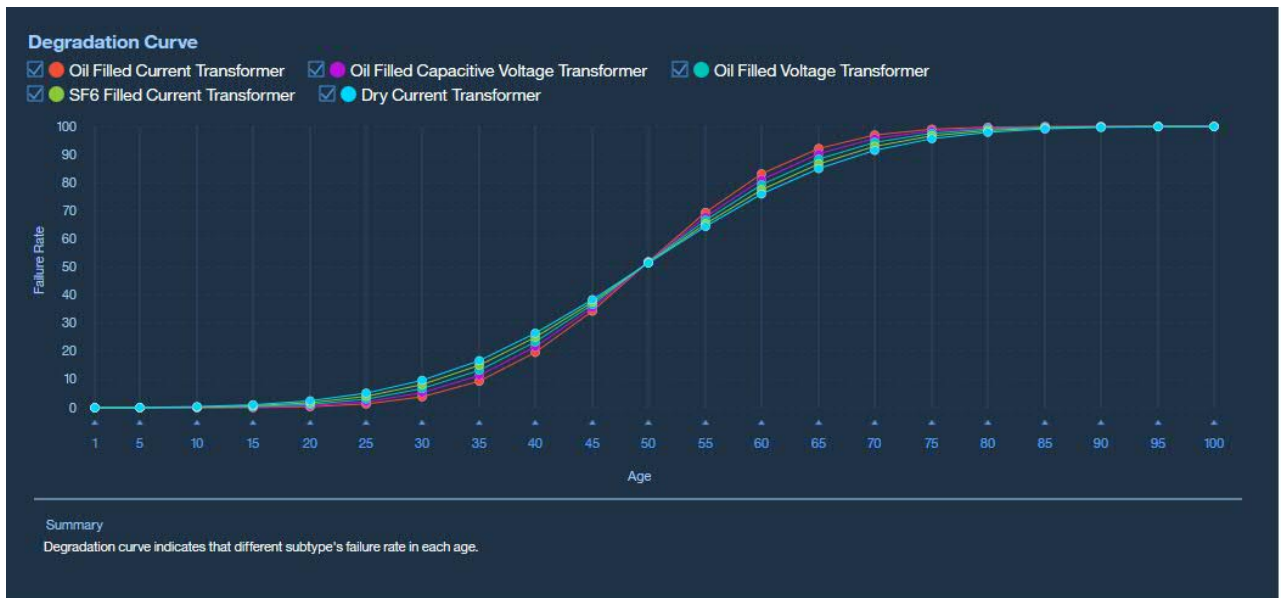 Degradation Curve
Oil Filled Current Transformer Oil Filled Capacitive Voltage Transformer Oil Filled Voltage Transformer
SF6 Filled Current Transformer Dry Current Transformer
100
90
80
70
60
50
40
30
20
10
0
Failure Rate
1 5 10 15 20 25 30 35 40 45 50 55 60 65 70 75 80 85 90 95 100
Age
Summary
Degradation curve indicates that different subtype's failure rate in each age.